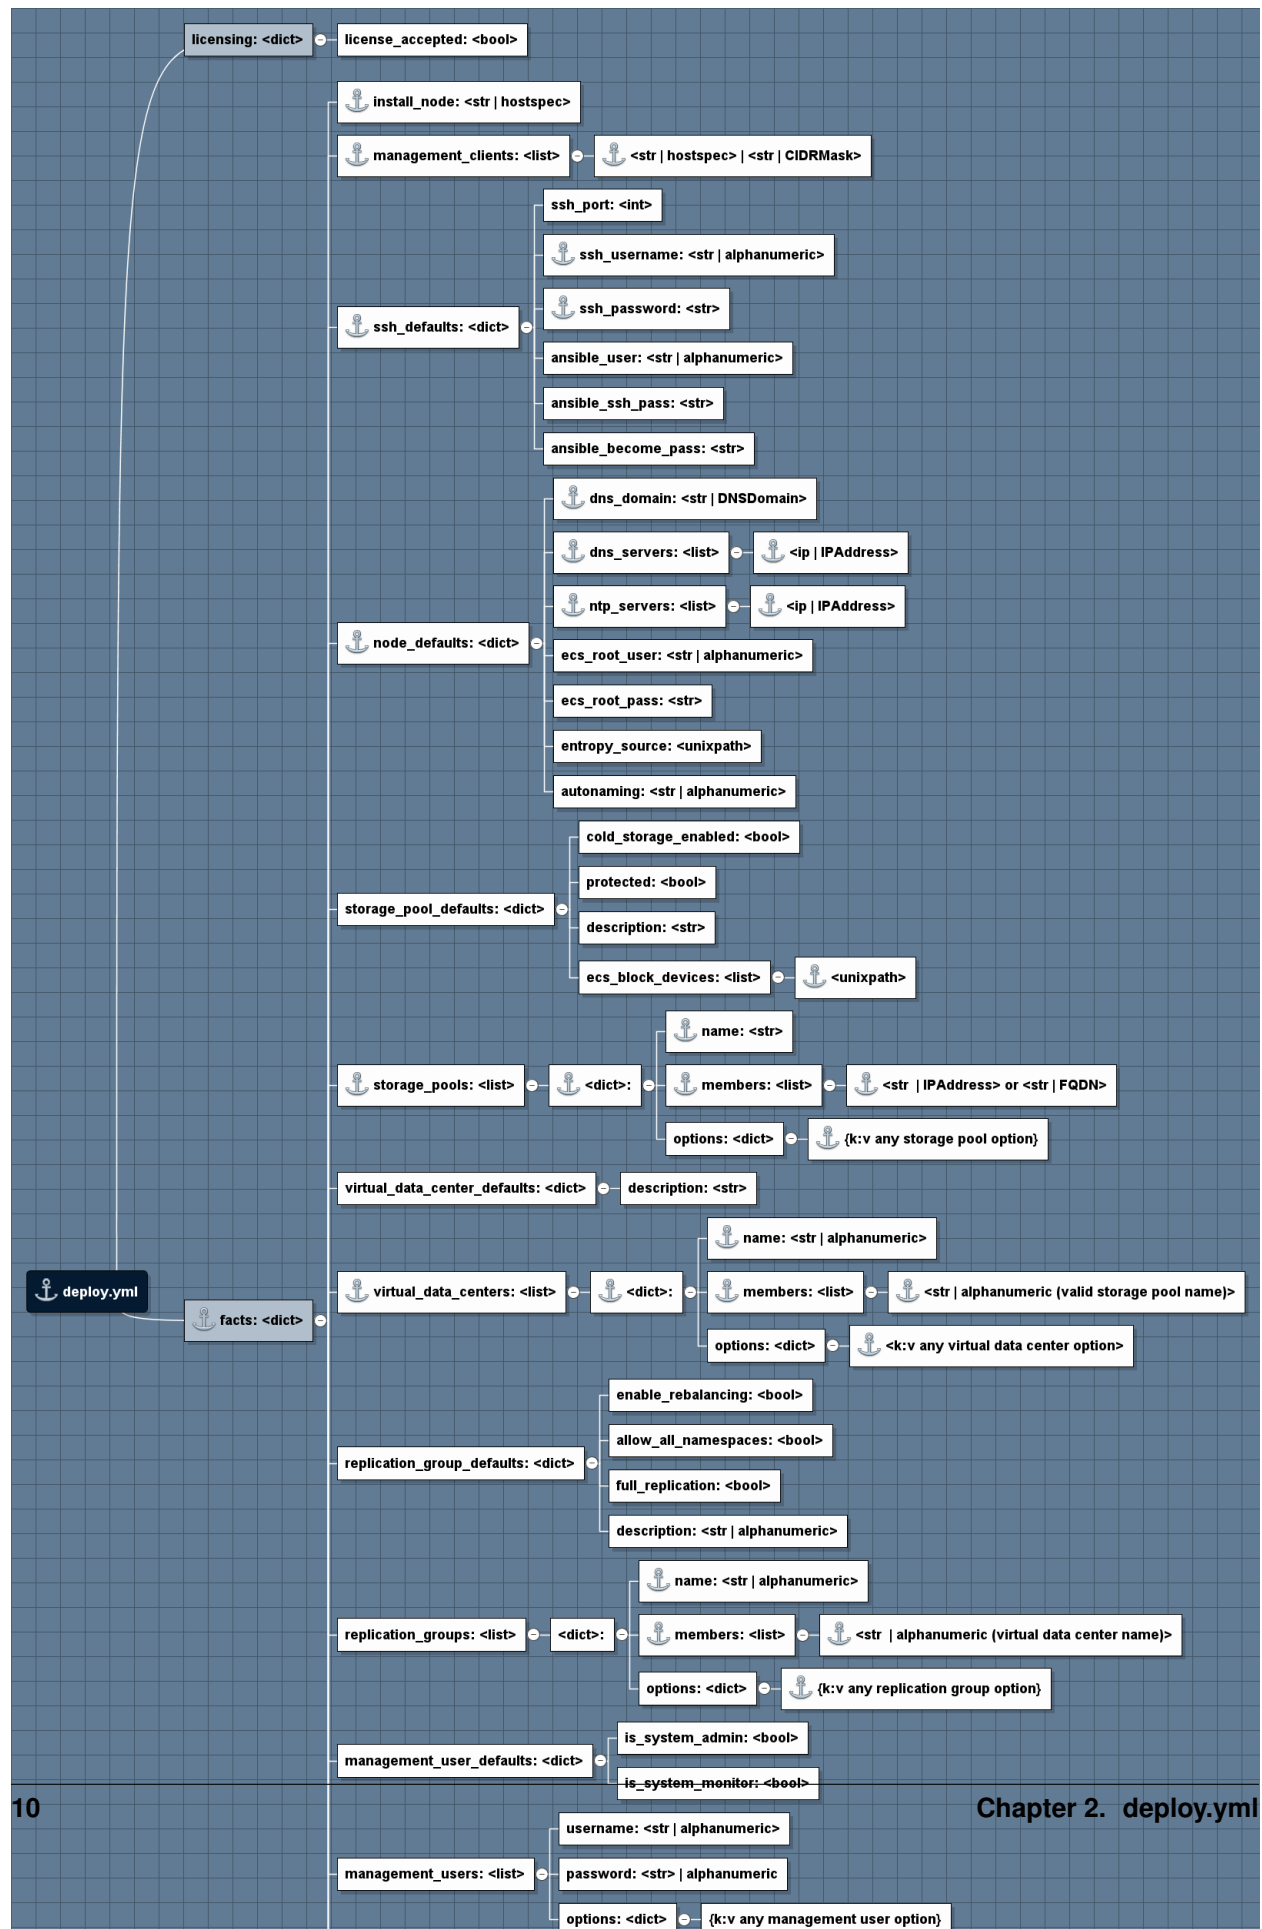 licensing: <dict>
license_accepted: <bool>
install_node: <str | hostspec>
management_clients: <list>
<str | hostspec> | <str | CIDRMask>
ssh_defaults: <dict>
ssh_port: <int>
ssh_username: <str | alphanumeric>
ssh_password: <str>
ansible_user: <str | alphanumeric>
ansible_ssh_pass: <str>
ansible_become_pass: <str>
node_defaults: <dict>
dns_domain: <str | DNSDomain>
dns_servers: <list>
<ip | IPAddress>
ntp_servers: <list>
<ip | IPAddress>
ecs_root_user: <str | alphanumeric>
ecs_root_pass: <str>
entropy_source: <unixpath>
autonaming: <str | alphanumeric>
storage_pool_defaults: <dict>
cold_storage_enabled: <bool>
protected: <bool>
description: <str>
ecs_block_devices: <list>
<unixpath>
storage_pools: <list>
<dict>:
name: <str>
members: <list>
<str  | IPAddress> or <str | FQDN>
options: <dict>
{k:v any storage pool option}
virtual_data_center_defaults: <dict>
description: <str>
deploy.yml
facts: <dict>
virtual_data_centers: <list>
<dict>:
name: <str | alphanumeric>
members: <list>
<str | alphanumeric (valid storage pool name)>
options: <dict>
<k:v any virtual data center option>
replication_group_defaults: <dict>
enable_rebalancing: <bool>
allow_all_namespaces: <bool>
full_replication: <bool>
description: <str | alphanumeric>
replication_groups: <list>
<dict>:
name: <str | alphanumeric>
members: <list>
<str  | alphanumeric (virtual data center name)>
options: <dict>
{k:v any replication group option}
management_user_defaults: <dict>
is_system_admin: <bool>
is_system_monitor: <bool>
10
Chapter 2. deploy.yml
management_users: <list>
username: <str | alphanumeric>
password: <str> | alphanumeric
options: <dict>
{k:v any management user option}